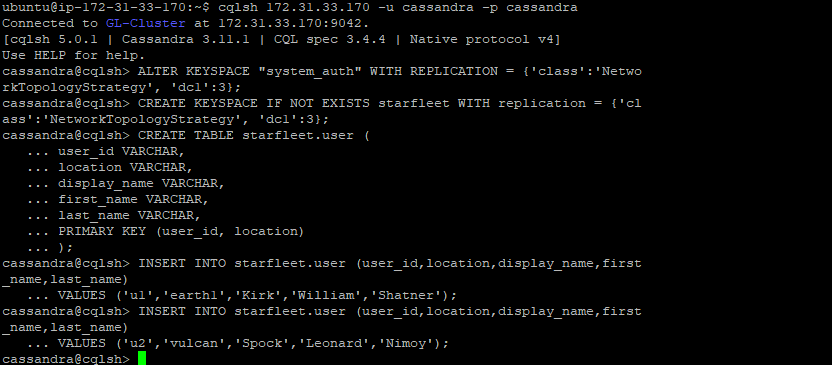 ubuntu@ip-172-31-33-170:~$ cqlsh 172.31.33.170 -u cassandra -p cassandra
Connected to GL-Cluster at 172.31.33.170:9042.
[cqlsh 5.0.1 | Cassandra 3.11.1 | CQL spec 3.4.4 | Native protocol v4]
Use HELP for help.
cassandra@cqlsh> ALTER KEYSPACE "system_auth" WITH REPLICATION = {'class':'Netwo
rkTopologyStrategy', 'dc1':3};
cassandra@cqlsh> CREATE KEYSPACE IF NOT EXISTS starfleet WITH replication = {'cl
ass':'NetworkTopologyStrategy', 'dc1':3};
cassandra@cqlsh> CREATE TABLE starfleet.user (
   ... user_id VARCHAR,
   ... location VARCHAR,
   ... display_name VARCHAR,
   ... first_name VARCHAR,
   ... last_name VARCHAR,
   ... PRIMARY KEY (user_id, location)
   ... );
cassandra@cqlsh> INSERT INTO starfleet.user (user_id,location,display_name,first
_name,last_name)
   ... VALUES ('u1','earth1','Kirk','William','Shatner');
cassandra@cqlsh> INSERT INTO starfleet.user (user_id,location,display_name,first
_name,last_name)
   ... VALUES ('u2','vulcan','Spock','Leonard','Nimoy');
cassandra@cqlsh>